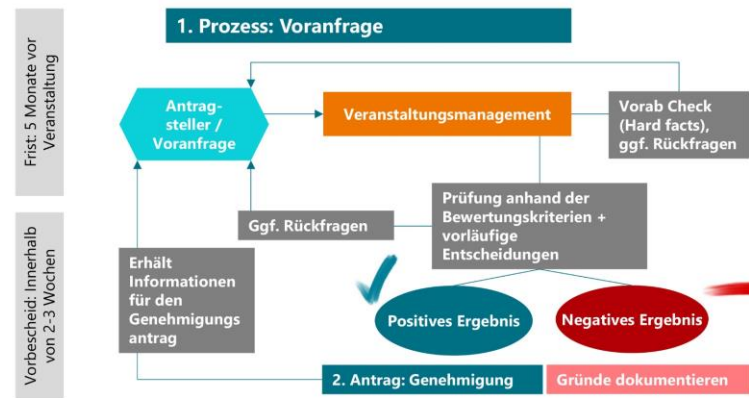 1. Prozess: Voranfrage
Frist: 5 Monate vor
Veranstaltung
Antrag-
steller /
Voranfrage
Veranstaltungsmanagement
Vorab Check
(Hard facts),
ggf. Rückfragen
Prüfung anhand der
Bewertungskriterien +
vorläufige
Entscheidungen
Ggf. Rückfragen
Vorbescheid: Innerhalb
von 2-3 Wochen
Erhält
Informationen
für den
Genehmigungs
antrag
Positives Ergebnis
Negatives Ergebnis
2. Antrag: Genehmigung
Gründe dokumentieren